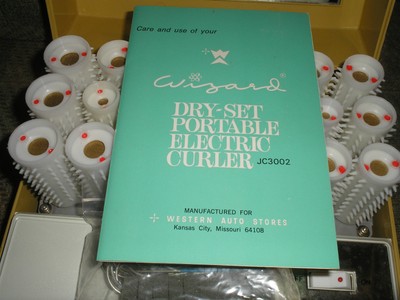 Care and use of your
Wizard®
DRY-SET
PORTABLE
ELECTRIC
CURLER JC3002
MANUFACTURED FOR
WESTERN AUTO STORES
Kansas City, Missouri 64108